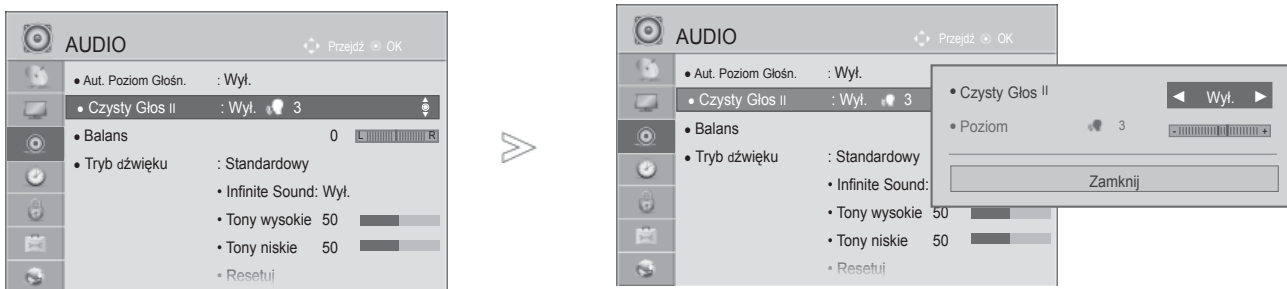 AUDIO
Przejdź OK
• Aut. Poziom Głośn. : Wył.
• Czysty Głos II : Wył. 3
• Balans 0 L R
• Tryb dźwięku : Standardowy
• Infinite Sound: Wył.
• Tony wysokie 50
• Tony niskie 50
• Resetuj
AUDIO
Przejdź OK
• Aut. Poziom Głośn. : Wył.
• Czysty Głos II : Wył. 3
• Balans
• Tryb dźwięku : Standardowy
• Infinite Sound:
• Tony wysokie 50
• Tony niskie 50
• Resetuj
• Czysty Głos II ◄ Wył. ►
• Poziom 3 - +
Zamknij